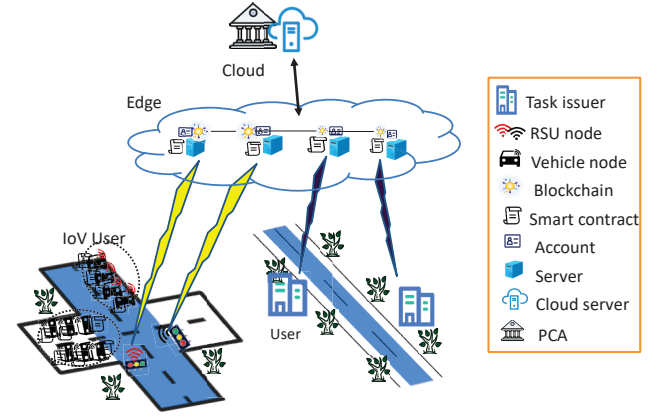 Cloud
Edge
IoV User
User
Task issuer
RSU node
Vehicle node
Blockchain
Smart contract
Account
Server
Cloud server
PCA